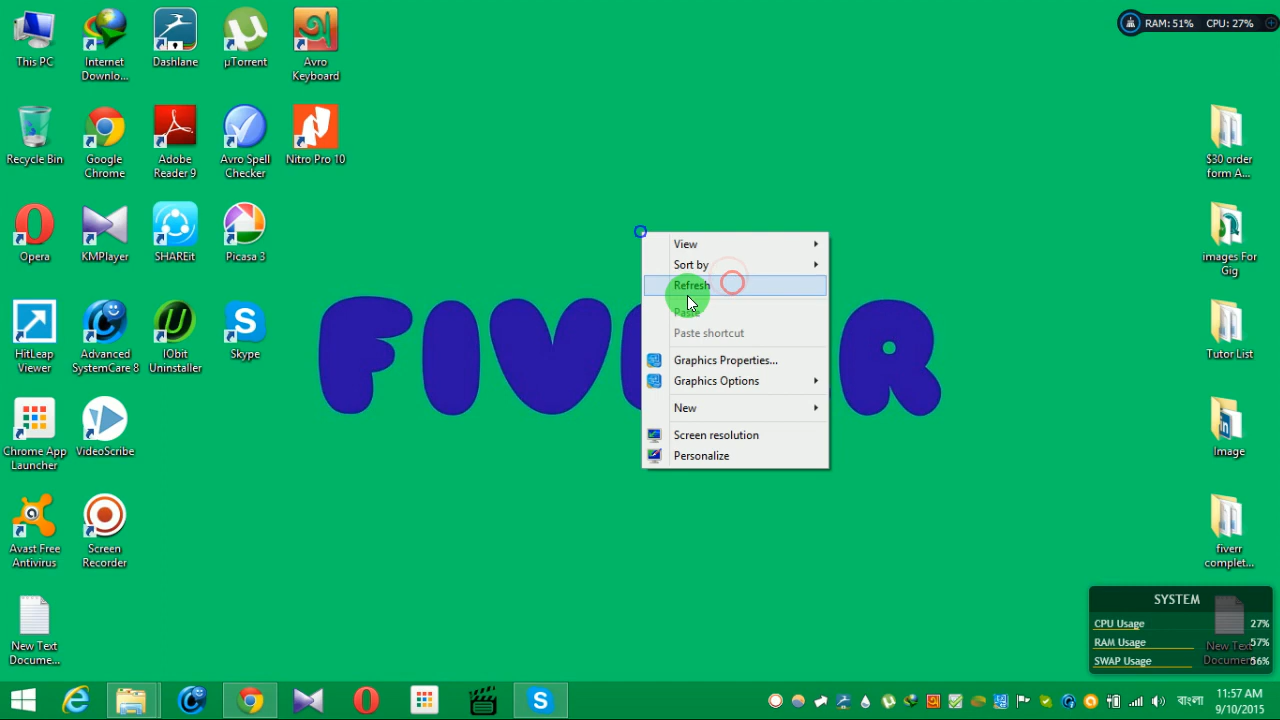 This PC
Internet
Downlo...
Dashlane
µTorrent
Avro
Keyboard
RAM: 51% CPU: 27%
Recycle Bin
Google
Chrome
Adobe
Reader 9
Avro Spell
Checker
Nitro Pro 10
$30 order
form A...
Opera
KMPlayer
SHAREit
Picasa 3
images For
Gig
View
Sort by
Refresh
Paste
Paste shortcut
Graphics Properties...
Graphics Options
New
Screen resolution
Personalize
HitLeap
Viewer
Advanced
SystemCare 8
IObit
Uninstaller
Skype
Tutor List
Chrome App
Launcher
VideoScribe
Image
Avast Free
Antivirus
Screen
Recorder
fiverr
complet...
New Text
Docume...
SYSTEM
CPU Usage 27%
RAM Usage 57%
SWAP Usage 56%
New Text
বাংলা
11:57 AM
9/10/2015